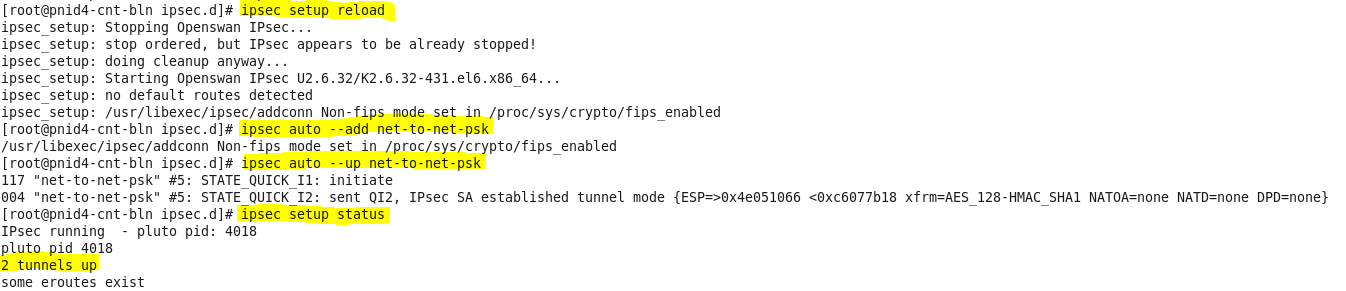 [root@pnid4-cnt-bln ipsec.d]# ipsec setup reload
ipsec_setup: Stopping Openswan IPsec...
ipsec_setup: stop ordered, but IPsec appears to be already stopped!
ipsec_setup: doing cleanup anyway...
ipsec_setup: Starting Openswan IPsec U2.6.32/K2.6.32-431.el6.x86_64...
ipsec_setup: no default routes detected
ipsec_setup: /usr/libexec/ipsec/addconn Non-fips mode set in /proc/sys/crypto/fips_enabled
[root@pnid4-cnt-bln ipsec.d]# ipsec auto --add net-to-net-psk
/usr/libexec/ipsec/addconn Non-fips mode set in /proc/sys/crypto/fips_enabled
[root@pnid4-cnt-bln ipsec.d]# ipsec auto --up net-to-net-psk
117 "net-to-net-psk" #5: STATE_QUICK_I1: initiate
004 "net-to-net-psk" #5: STATE_QUICK_I2: sent QI2, IPsec SA established tunnel mode {ESP=>0x4e051066 <0xc6077b18 xfrm=AES_128-HMAC_SHA1 NATOA=none NATD=none DPD=none}
[root@pnid4-cnt-bln ipsec.d]# ipsec setup status
IPsec running  - pluto pid: 4018
pluto pid 4018
2 tunnels up
some eroutes exist